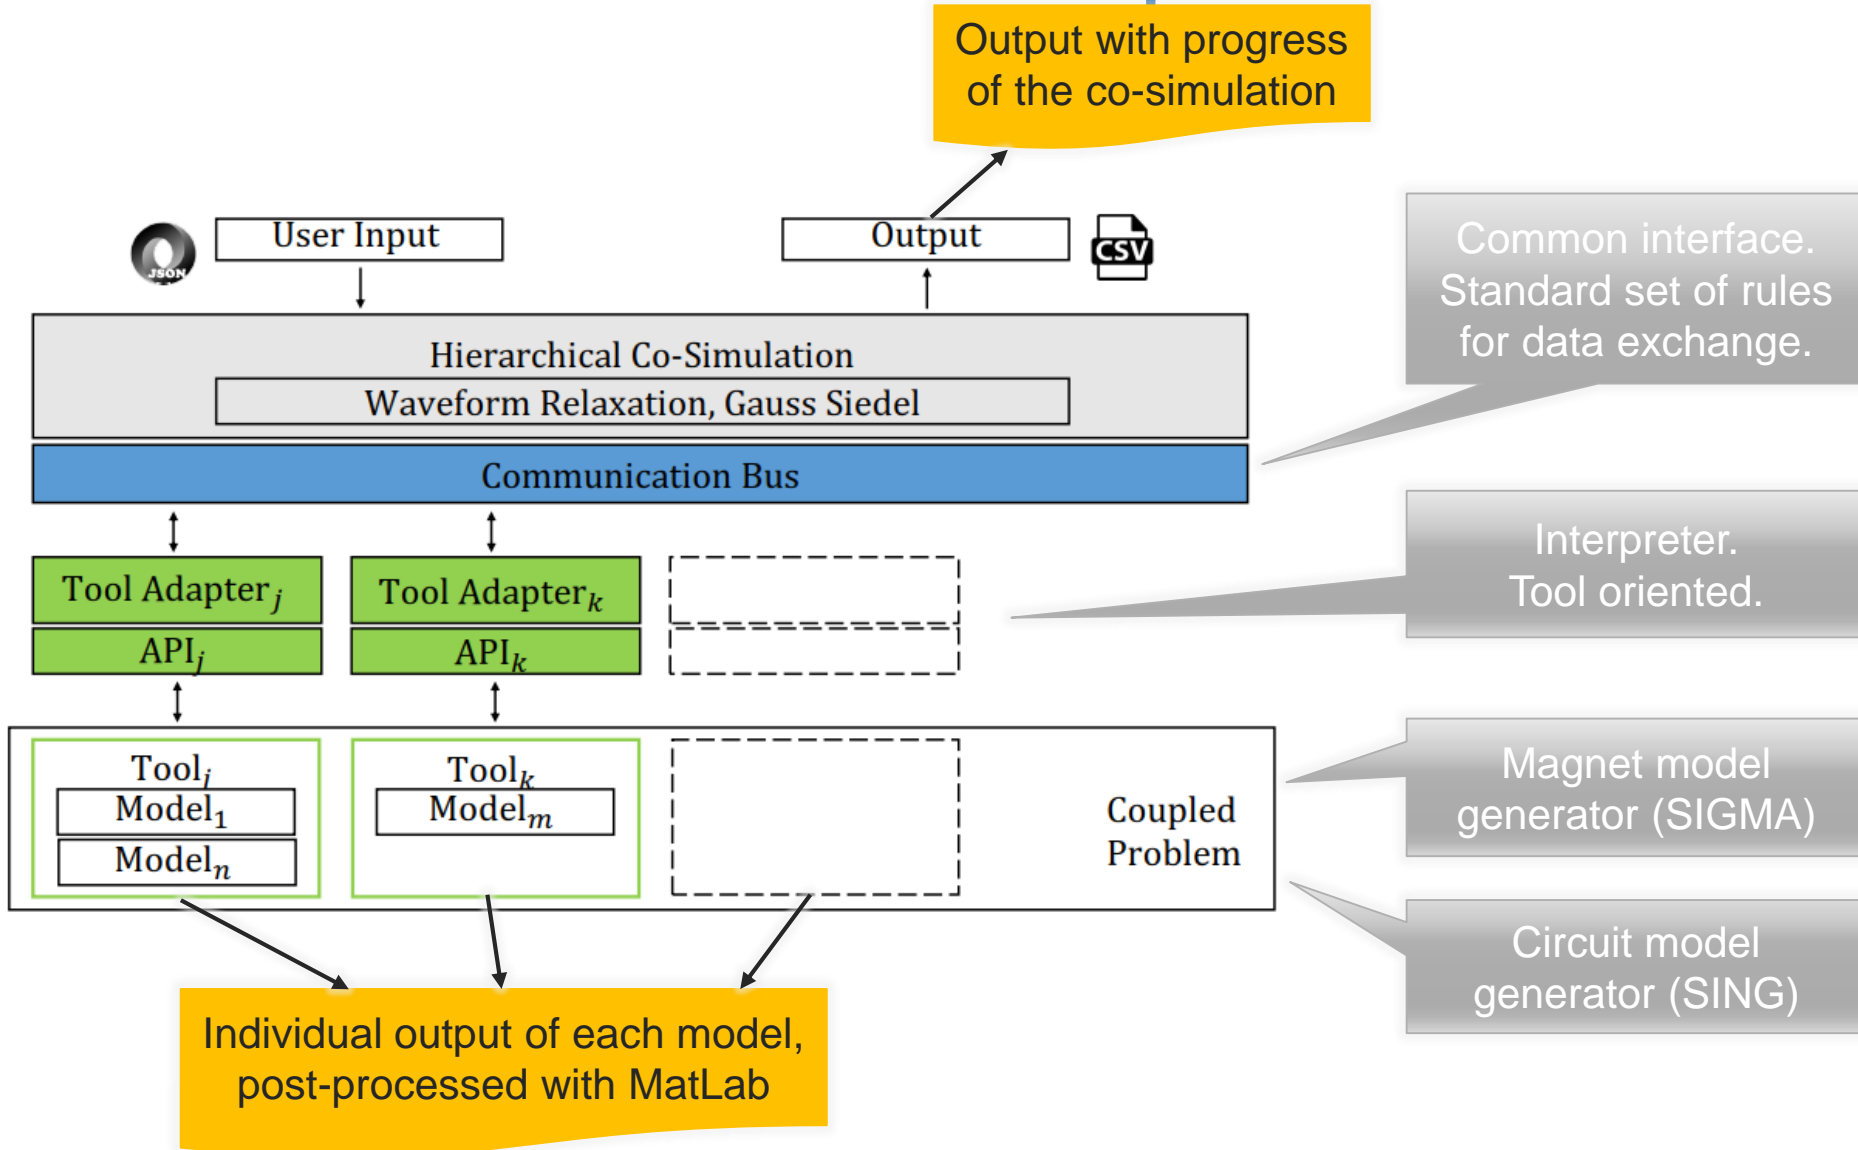 Output with progress
of the co-simulation
JSON
User Input
Output
CSV
Common interface.
Standard set of rules
for data exchange.
Hierarchical Co-Simulation
Waveform Relaxation, Gauss Siedel
Communication Bus
Interpreter.
Tool oriented.
Tool Adapterⱼ
Tool Adapterₖ
APIⱼ
APIₖ
Magnet model
generator (SIGMA)
Toolⱼ
Toolₖ
Model₁
Modelₘ
Modelₙ
Coupled
Problem
Circuit model
generator (SING)
Individual output of each model,
post-processed with MatLab